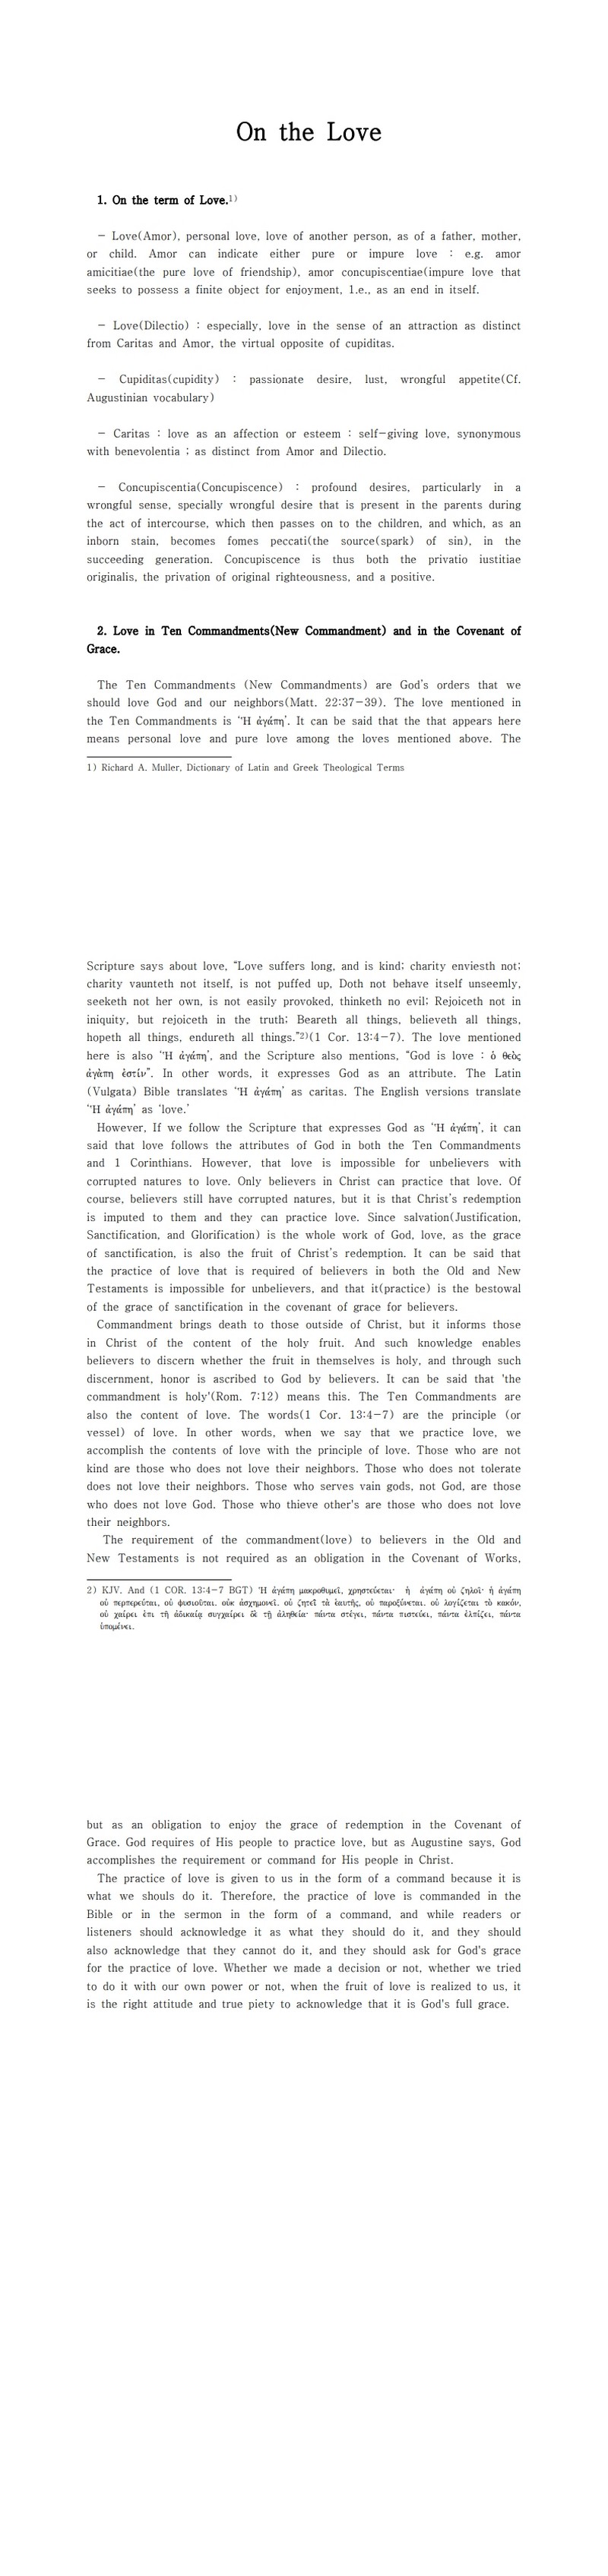 On the Love
1. On the term of Love.1)
- Love(Amor), personal love, love of another person, as of a father, mother,
or child. Amor can indicate either pure or impure love : e.g. amor
amicitiae(the pure love of friendship), amor concupiscentiae(impure love that
seeks to possess a finite object for enjoyment, 1.e., as an end in itself.
- Love(Dilectio) : especially, love in the sense of an attraction as distinct
from Caritas and Amor, the virtual opposite of cupiditas.
- Cupiditas(cupidity) : passionate desire, lust, wrongful appetite(Cf.
Augustinian vocabulary)
- Caritas : love as an affection or esteem : self-giving love, synonymous
with benevolentia ; as distinct from Amor and Dilectio.
- Concupiscentia(Concupiscence) : profound desires, particularly in a
wrongful sense, specially wrongful desire that is present in the parents during
the act of intercourse, which then passes on to the children, and which, as an
inborn stain, becomes fomes peccati(the source(spark) of sin), in the
succeeding generation. Concupiscence is thus both the privatio iustitiae
originalis, the privation of original righteousness, and a positive.
2. Love in Ten Commandments(New Commandment) and in the Covenant of
Grace.
The Ten Commandments (New Commandments) are God's orders that we
should love God and our neighbors(Matt. 22:37-39). The love mentioned in
the Ten Commandments is 'Ἡ ἀγάπη'. It can be said that the that appears here
means personal love and pure love among the loves mentioned above. The
1) Richard A. Muller, Dictionary of Latin and Greek Theological Terms
Scripture says about love, "Love suffers long, and is kind; charity enviesth not;
charity vaunteth not itself, is not puffed up, Doth not behave itself unseemly,
seeketh not her own, is not easily provoked, thinketh no evil; Rejoiceth not in
iniquity, but rejoiceth in the truth; Beareth all things, believeth all things,
hopeth all things, endureth all things."2)(1 Cor. 13:4-7). The love mentioned
here is also 'Ἡ ἀγάπη', and the Scripture also mentions, "God is love : ὁ θεὸς
ἀγάπη ἐστίν". In other words, it expresses God as an attribute. The Latin
(Vulgata) Bible translates 'Ἡ ἀγάπη' as caritas. The English versions translate
'Ἡ ἀγάπη' as 'love.'
However, If we follow the Scripture that expresses God as 'Ἡ ἀγάπη', it can
said that love follows the attributes of God in both the Ten Commandments
and 1 Corinthians. However, that love is impossible for unbelievers with
corrupted natures to love. Only believers in Christ can practice that love. Of
course, believers still have corrupted natures, but it is that Christ's redemption
is imputed to them and they can practice love. Since salvation(Justification,
Sanctification, and Glorification) is the whole work of God, love, as the grace
of sanctification, is also the fruit of Christ's redemption. It can be said that
the practice of love that is required of believers in both the Old and New
Testaments is impossible for unbelievers, and that it(practice) is the bestowal
of the grace of sanctification in the covenant of grace for believers.
Commandment brings death to those outside of Christ, but it informs those
in Christ of the content of the holy fruit. And such knowledge enables
believers to discern whether the fruit in themselves is holy, and through such
discernment, honor is ascribed to God by believers. It can be said that 'the
commandment is holy'(Rom. 7:12) means this. The Ten Commandments are
also the content of love. The words(1 Cor. 13:4-7) are the principle (or
vessel) of love. In other words, when we say that we practice love, we
accomplish the contents of love with the principle of love. Those who are not
kind are those who does not love their neighbors. Those who does not tolerate
does not love their neighbors. Those who serves vain gods, not God, are those
who does not love God. Those who thieve other's are those who does not love
their neighbors.
The requirement of the commandment(love) to believers in the Old and
New Testaments is not required as an obligation in the Covenant of Works,
2) KJV. And (1 COR. 13:4-7 BGT) Ἡ ἀγάπη μακροθυμεῖ, χρηστεύεται· ἡ ἀγάπη οὐ ζηλοῖ· ἡ ἀγάπη
οὐ περπερεύται, οὐ φυσιοῦται. οὐκ ἀσχημονεῖ. οὐ ζητεῖ τὰ ἑαυτῆς, οὐ παροξύνεται. οὐ λογίζεται τὸ κακόν,
οὐ χαίρει ἐπι τῇ ἀδικαίᾳ συγχαίρει δὲ τῇ ἀληθεία· πάντα στέγει, πάντα πιστεύει, πάντα ἐλπίζει, πάντα
ὑπομένει.
but as an obligation to enjoy the grace of redemption in the Covenant of
Grace. God requires of His people to practice love, but as Augustine says, God
accomplishes the requirement or command for His people in Christ.
The practice of love is given to us in the form of a command because it is
what we shouls do it. Therefore, the practice of love is commanded in the
Bible or in the sermon in the form of a command, and while readers or
listeners should acknowledge it as what they should do it, and they should
also acknowledge that they cannot do it, and they should ask for God's grace
for the practice of love. Whether we made a decision or not, whether we tried
to do it with our own power or not, when the fruit of love is realized to us, it
is the right attitude and true piety to acknowledge that it is God's full grace.